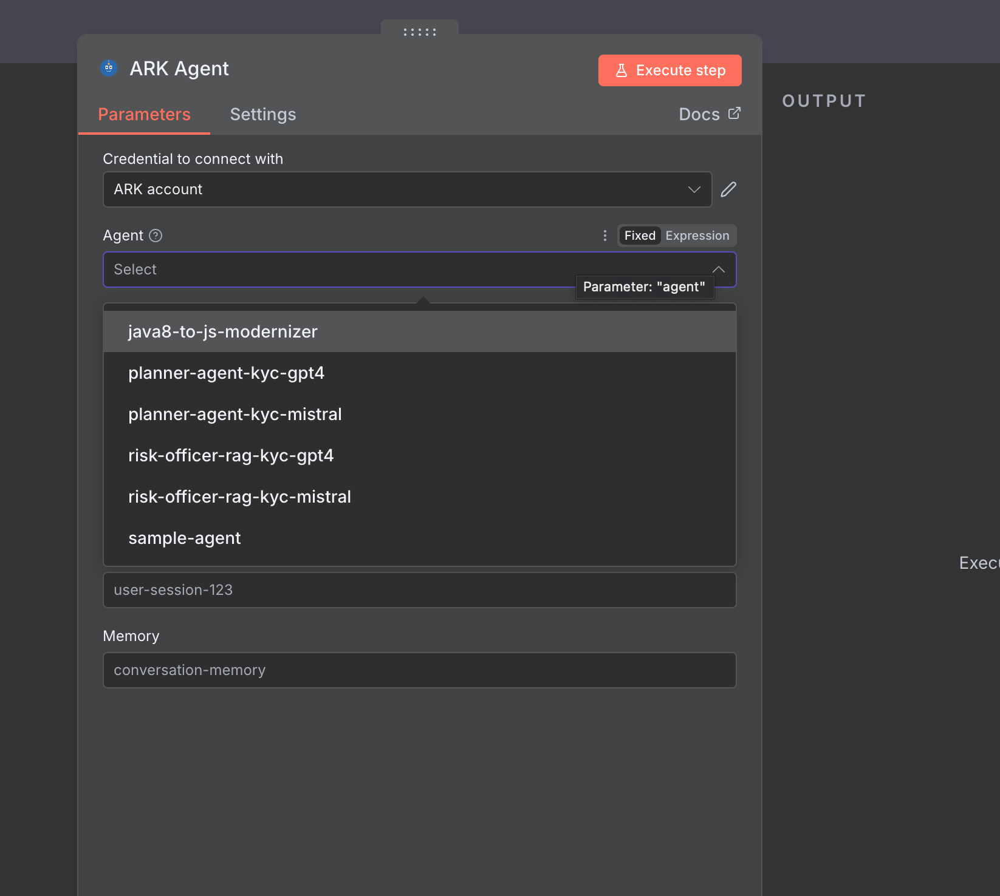 ARK Agent
Execute step
OUTPUT
Parameters
Settings
Docs
Credential to connect with
ARK account
Agent
Fixed
Expression
Select
Parameter: "agent"
java8-to-js-modernizer
planner-agent-kyc-gpt4
planner-agent-kyc-mistral
risk-officer-rag-kyc-gpt4
risk-officer-rag-kyc-mistral
sample-agent
Execu
user-session-123
Memory
conversation-memory